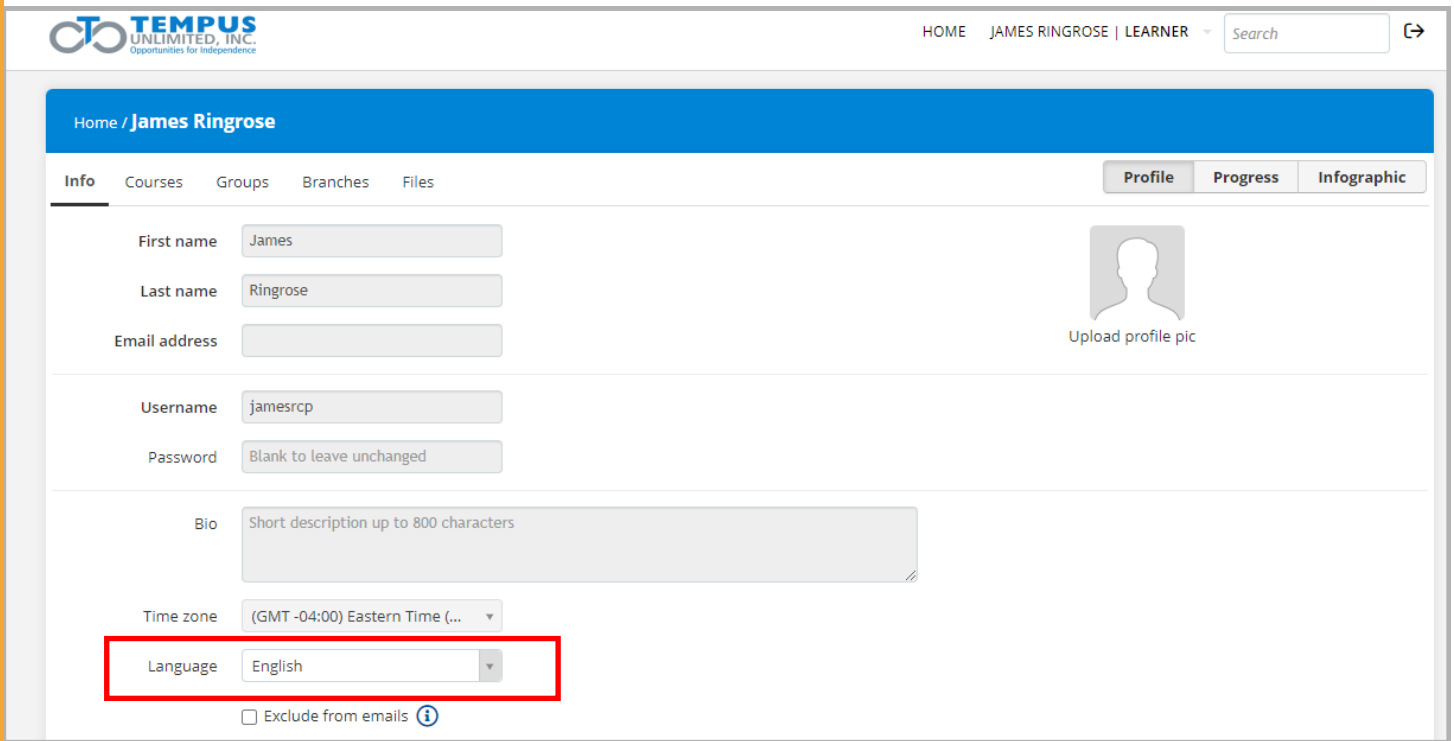 TEMPUS
UNLIMITED, INC.
Opportunities for Independence
HOME JAMES RINGROSE | LEARNER Search
Home / James Ringrose
Info Courses Groups Branches Files Profile Progress Infographic
First name James
Last name Ringrose
Email address
Upload profile pic
Username jamesrcp
Password Blank to leave unchanged
Bio Short description up to 800 characters
Time zone (GMT -04:00) Eastern Time (...
Language English
Exclude from emails i